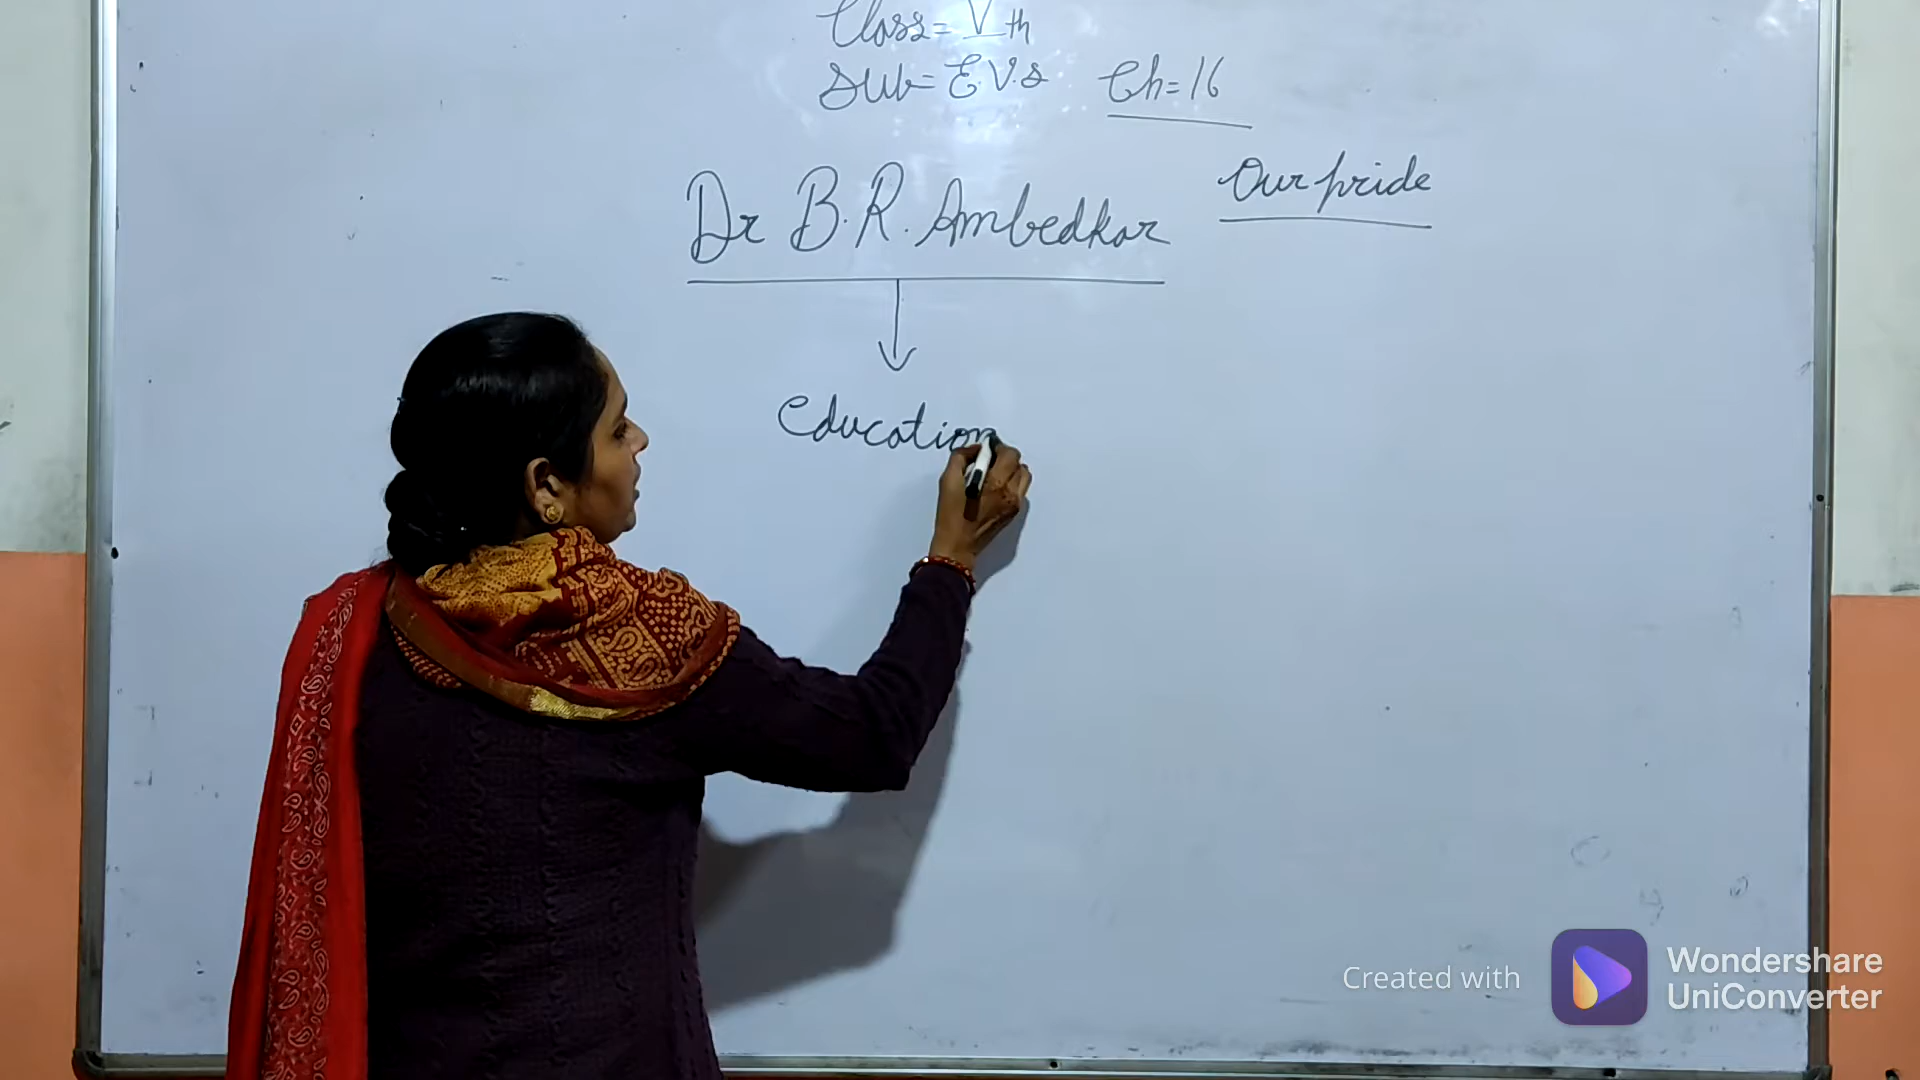 Class= Vth
Sub= E.V.S Ch=16
Our pride
Dr B.R. Ambedkar
Education
Created with Wondershare
UniConverter